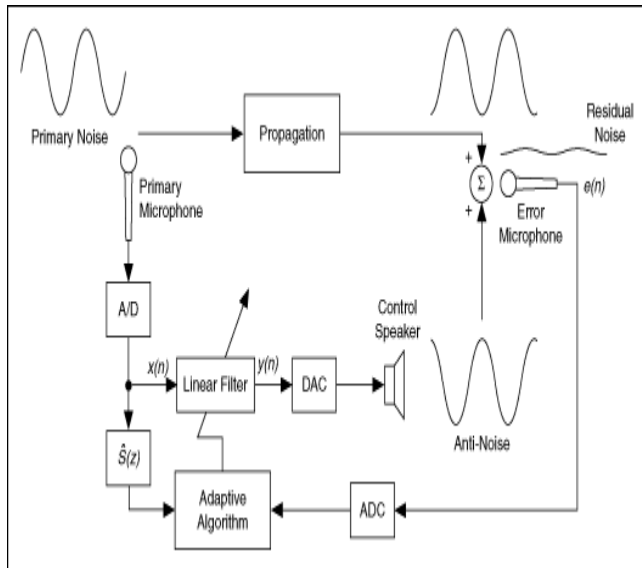 Primary Noise
Propagation
Residual
Noise
+
Σ
+
e(n)
Error
Microphone
Primary
Microphone
A/D
x(n)
Linear Filter
y(n)
DAC
Control
Speaker
Anti-Noise
Ŝ(z)
Adaptive
Algorithm
ADC